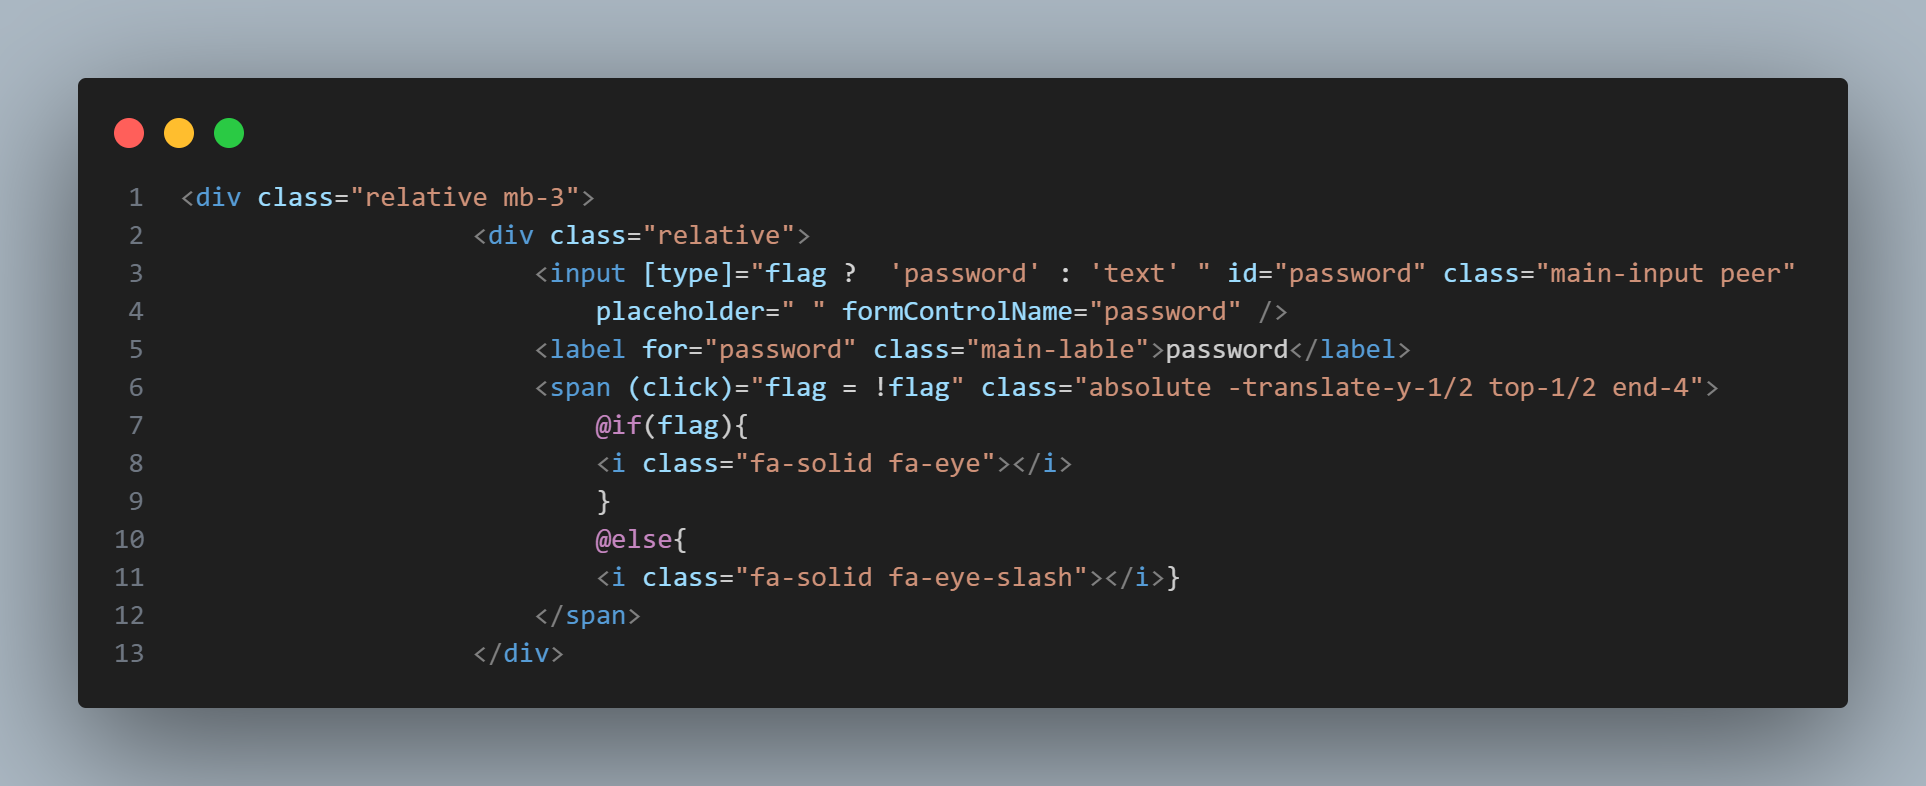 1 <div class="relative mb-3">
2                    <div class="relative">
3                        <input [type]="flag ?  'password' : 'text' " id="password" class="main-input peer"
4                            placeholder=" " formControlName="password" />
5                        <label for="password" class="main-lable">password</label>
6                        <span (click)="flag = !flag" class="absolute -translate-y-1/2 top-1/2 end-4">
7                            @if(flag){
8                            <i class="fa-solid fa-eye"></i>
9                            }
10                            @else{
11                            <i class="fa-solid fa-eye-slash"></i>}
12                        </span>
13                    </div>